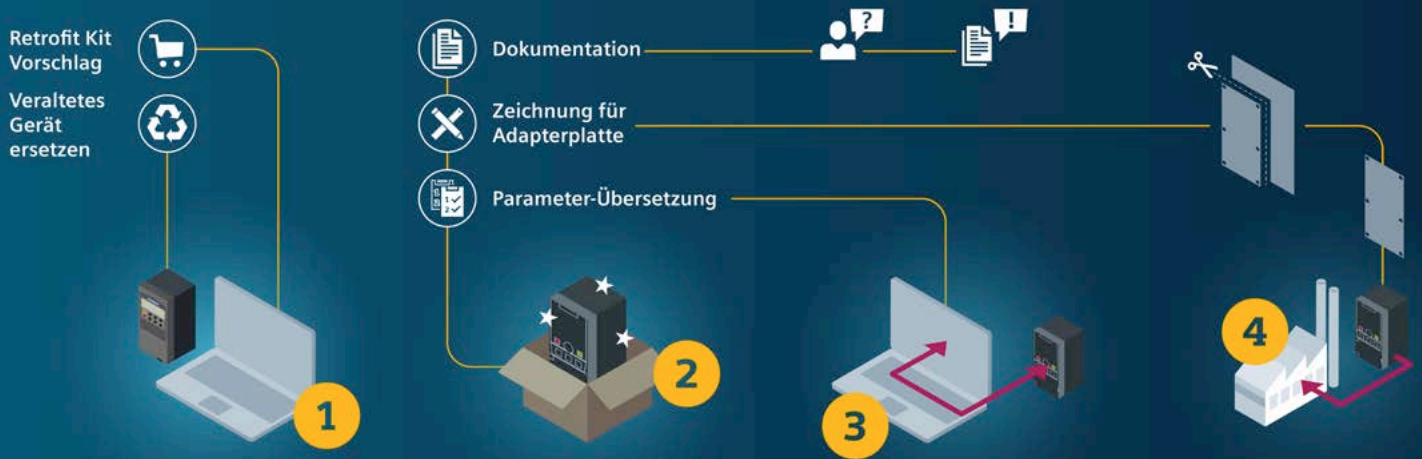 Retrofit Kit
Vorschlag
Veraltetes
Gerät
ersetzen
Dokumentation
?
!
Zeichnung für
Adapterplatte
Parameter-Übersetzung
1
2
3
4